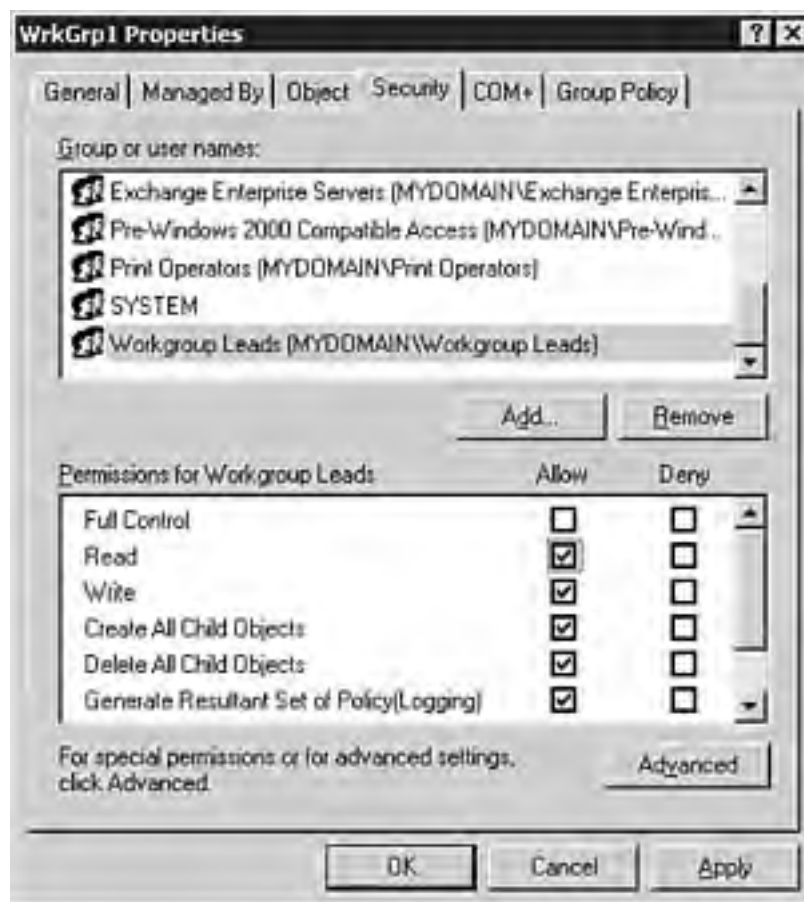 WrkGrp1 Properties
General Managed By Object Security COM+ Group Policy
Group or user names:
Exchange Enterprise Servers (MYDOMAIN\Exchange Enterpris...
Pre-Windows 2000 Compatible Access (MYDOMAIN\Pre-Wind...
Print Operators (MYDOMAIN\Print Operators)
SYSTEM
Workgroup Leads (MYDOMAIN\Workgroup Leads)
Add... Remove
Permissions for Workgroup Leads Allow Deny
Full Control
Read
Write
Create All Child Objects
Delete All Child Objects
Generate Resultant Set of Policy(Logging)
For special permissions or for advanced settings,
click Advanced.
Advanced
OK Cancel Apply